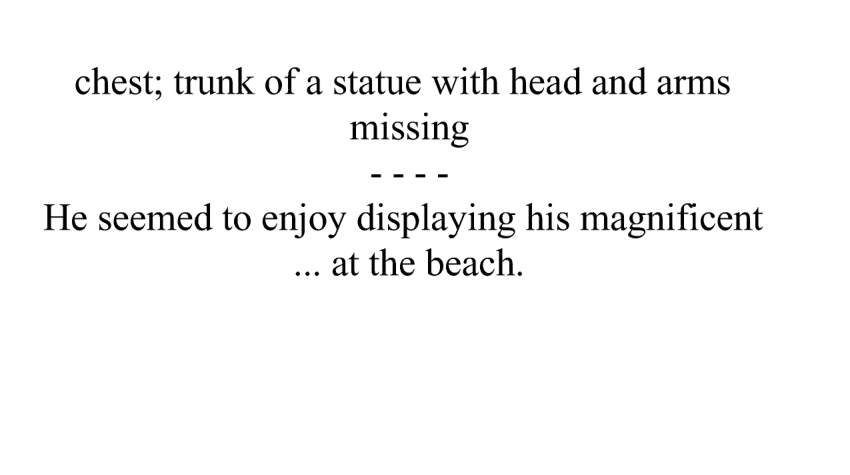 chest; trunk of a statue with head and arms
missing
- - - -
He seemed to enjoy displaying his magnificent
... at the beach.